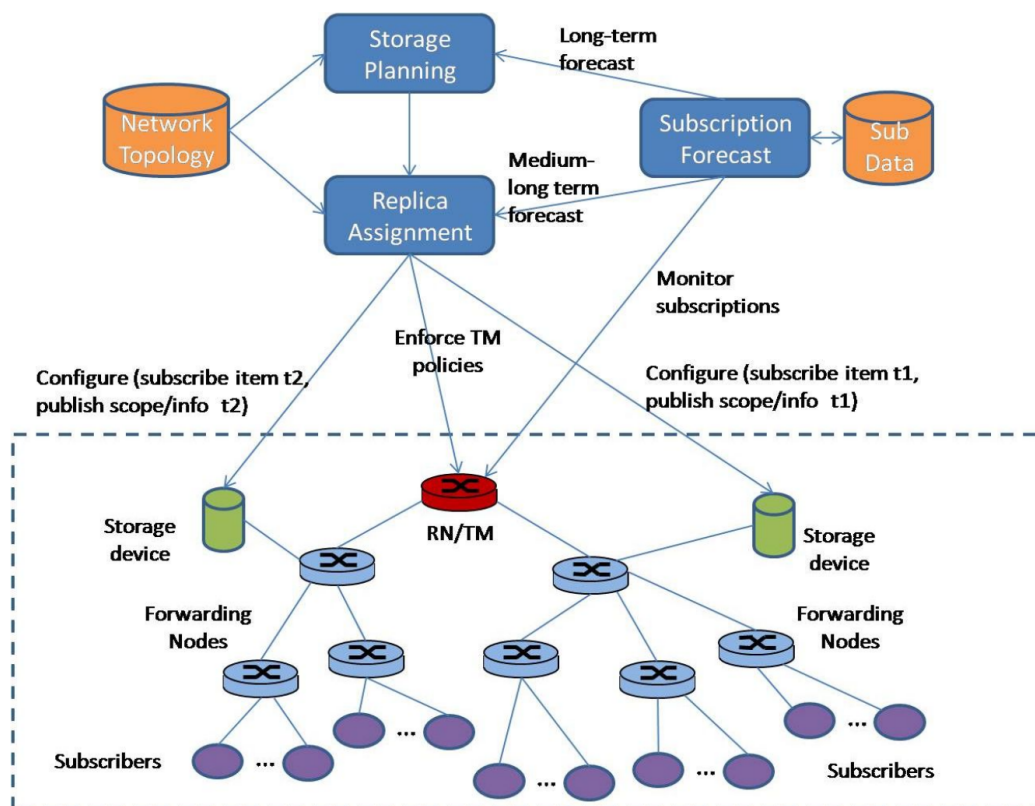 Storage
Planning
Long-term
forecast
Network
Topology
Subscription
Forecast
Sub
Data
Medium-
long term
forecast
Replica
Assignment
Monitor
subscriptions
Enforce TM
policies
Configure (subscribe item t2,
publish scope/info t2)
Configure (subscribe item t1,
publish scope/info t1)
Storage
device
RN/TM
Storage
device
Forwarding
Nodes
Forwarding
Nodes
...
...
...
...
...
Subscribers
Subscribers